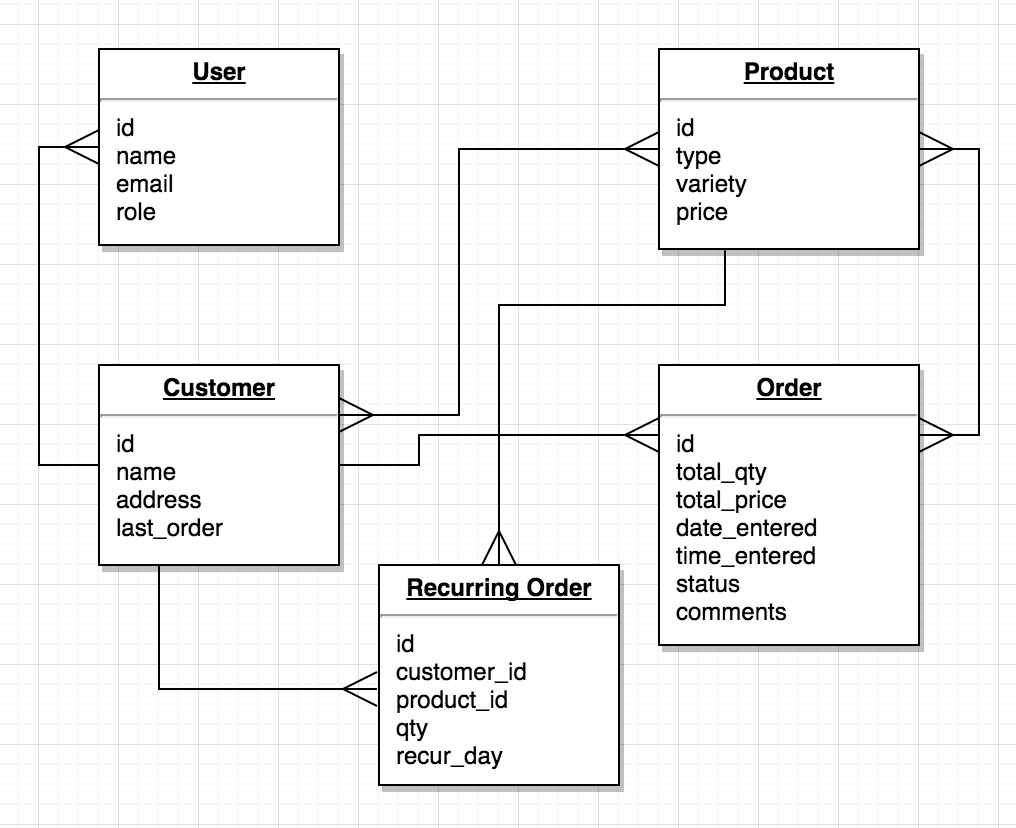 User
id
name
email
role
Product
id
type
variety
price
Customer
id
name
address
last_order
Order
id
total_qty
total_price
date_entered
time_entered
status
comments
Recurring Order
id
customer_id
product_id
qty
recur_day